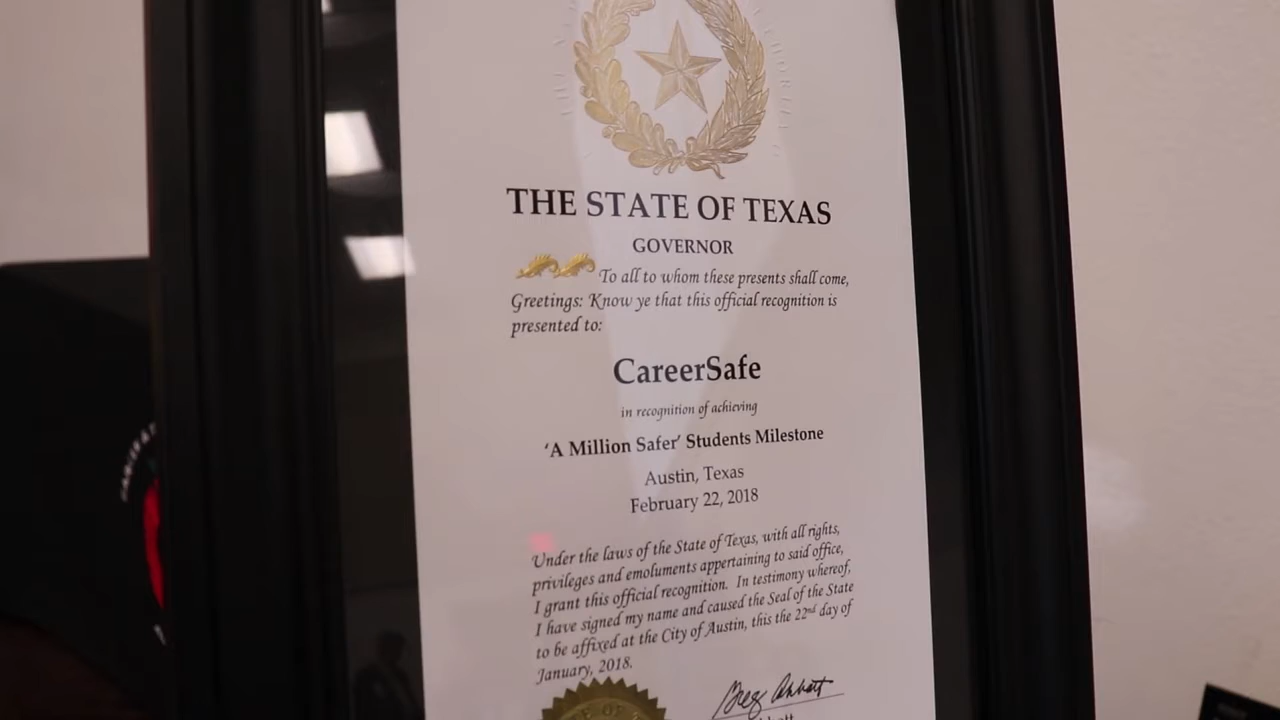 THE STATE OF TEXAS
GOVERNOR
To all to whom these presents shall come,
Greetings: Know ye that this official recognition is
presented to:
CareerSafe
in recognition of achieving
‘A Million Safer’ Students Milestone
Austin, Texas
February 22, 2018
Under the laws of the State of Texas, with all rights,
privileges and emoluments appertaining to said office,
I grant this official recognition. In testimony whereof,
I have signed my name and caused the Seal of the State
to be affixed at the City of Austin, this the 22nd day of
January, 2018.
Greg Abbott